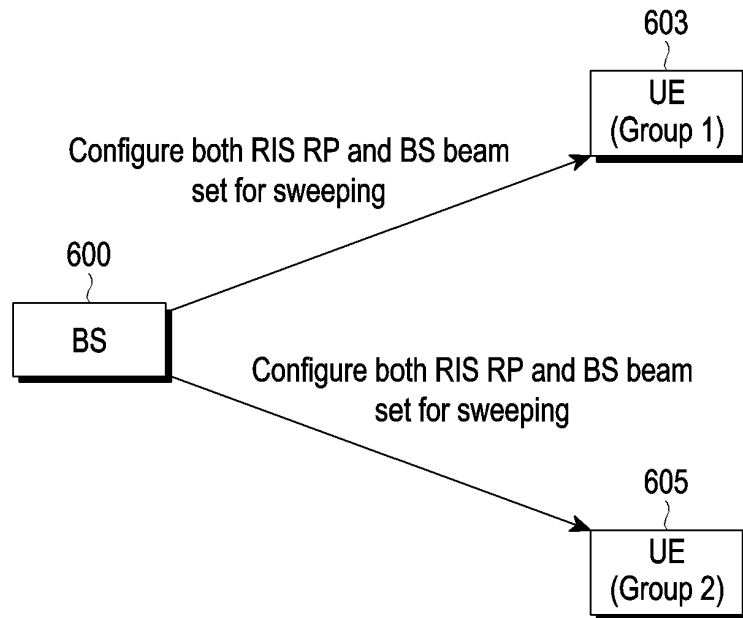 603
UE
(Group 1)
Configure both RIS RP and BS beam
set for sweeping
600
BS
Configure both RIS RP and BS beam
set for sweeping
605
UE
(Group 2)